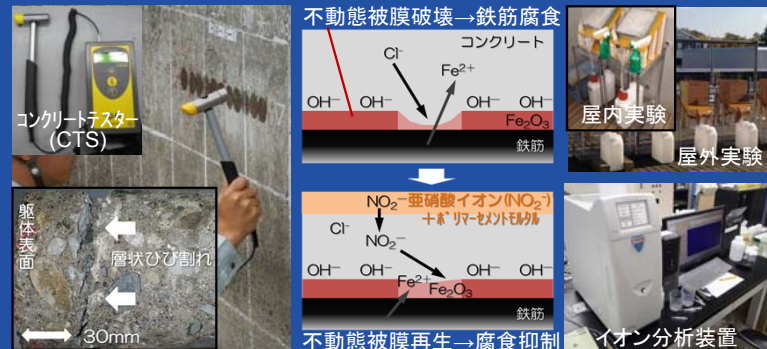 コンクリートテスター
(CTS)
躯体表面
層状ひび割れ
30mm
不動態被膜破壊→鉄筋腐食
コンクリート
Cl⁻
Fe²⁺
OH⁻ OH⁻ OH⁻ OH⁻
Fe₂O₃
鉄筋
NO₂⁻亜硝酸イオン(NO₂⁻)
+ポリマーセメントモルタル
Cl⁻
NO₂⁻
OH⁻ OH⁻ OH⁻ OH⁻
Fe²⁺
Fe₂O₃
鉄筋
不動態被膜再生→腐食抑制
屋内実験
屋外実験
イオン分析装置